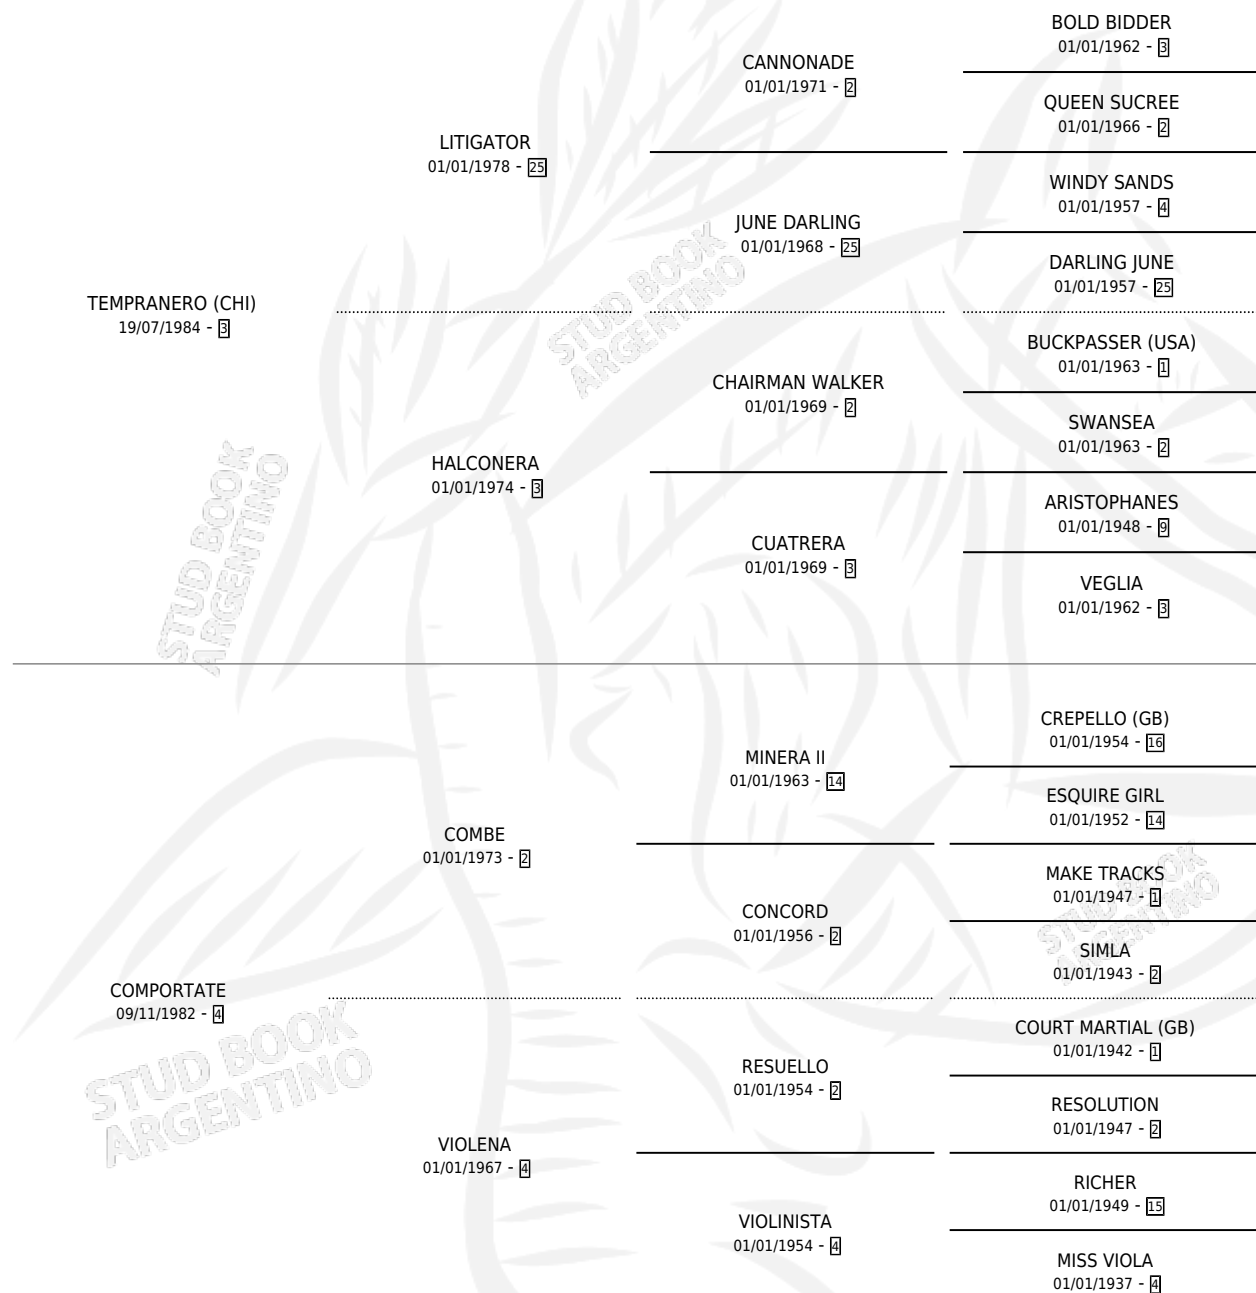 BOLD BIDDER
01/01/1962 - 3
CANNONADE
01/01/1971 - 2
QUEEN SUCREE
01/01/1966 - 2
LITIGATOR
01/01/1978 - 25
WINDY SANDS
01/01/1957 - 4
JUNE DARLING
01/01/1968 - 25
DARLING JUNE
01/01/1957 - 25
TEMPRANERO (CHI)
19/07/1984 - 3
BUCKPASSER (USA)
01/01/1963 - 1
CHAIRMAN WALKER
01/01/1969 - 2
SWANSEA
01/01/1963 - 2
HALCONERA
01/01/1974 - 3
ARISTOPHANES
01/01/1948 - 9
CUATRERA
01/01/1969 - 3
VEGLIA
01/01/1962 - 3
STUD BOOK
ARGENTINO
STUD BOOK
ARGENTINO
CREPELLO (GB)
01/01/1954 - 16
MINERA II
01/01/1963 - 14
ESQUIRE GIRL
01/01/1952 - 14
COMBE
01/01/1973 - 2
MAKE TRACKS
01/01/1947 - 1
CONCORD
01/01/1956 - 2
SIMLA
01/01/1943 - 2
COMPORTATE
09/11/1982 - 4
COURT MARTIAL (GB)
01/01/1942 - 1
RESUELLO
01/01/1954 - 2
RESOLUTION
01/01/1947 - 2
VIOLENA
01/01/1967 - 4
RICHER
01/01/1949 - 15
VIOLINISTA
01/01/1954 - 4
MISS VIOLA
01/01/1937 - 4
STUD BOOK
ARGENTINO
STUD BOOK
ARGENTINO